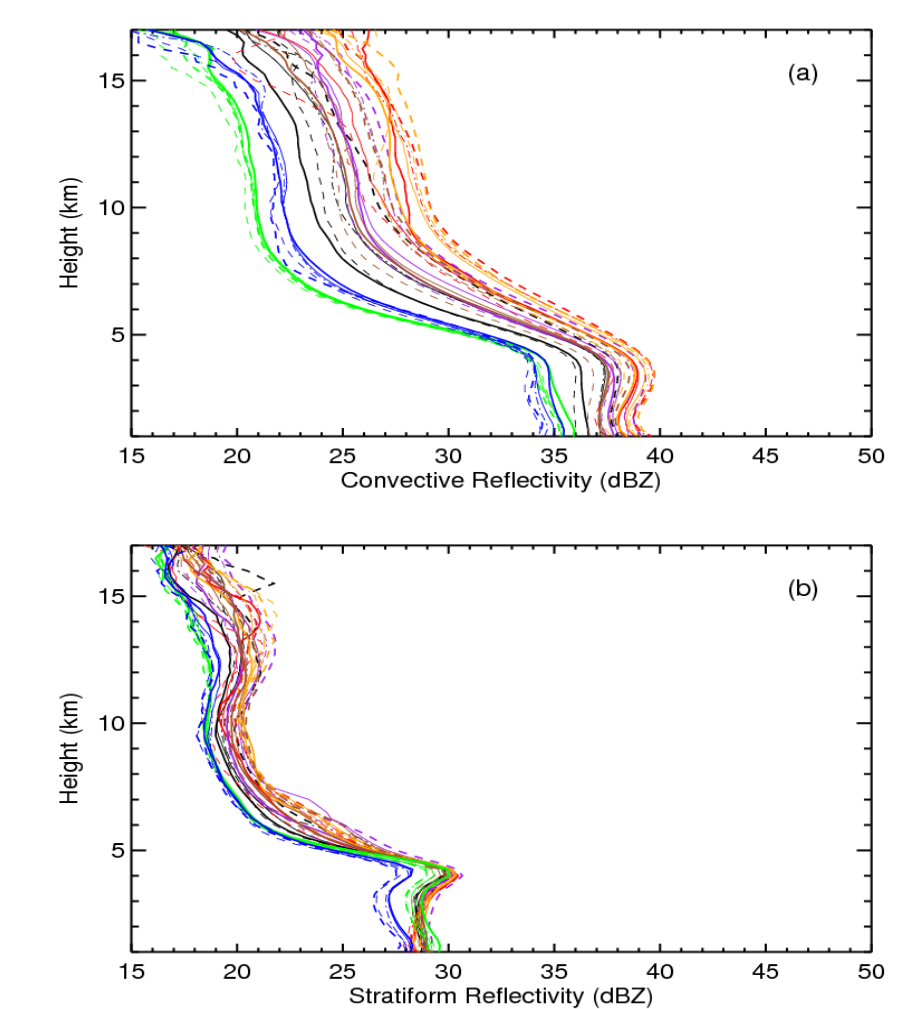 (a)
15
10
5
Height (km)
15 20 25 30 35 40 45 50
Convective Reflectivity (dBZ)
(b)
15
10
5
Height (km)
15 20 25 30 35 40 45 50
Stratiform Reflectivity (dBZ)